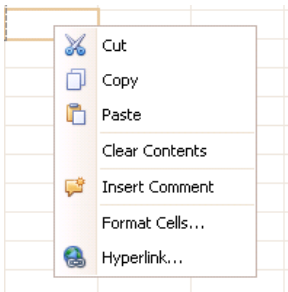 Cut
Copy
Paste
Clear Contents
Insert Comment
Format Cells...
Hyperlink...